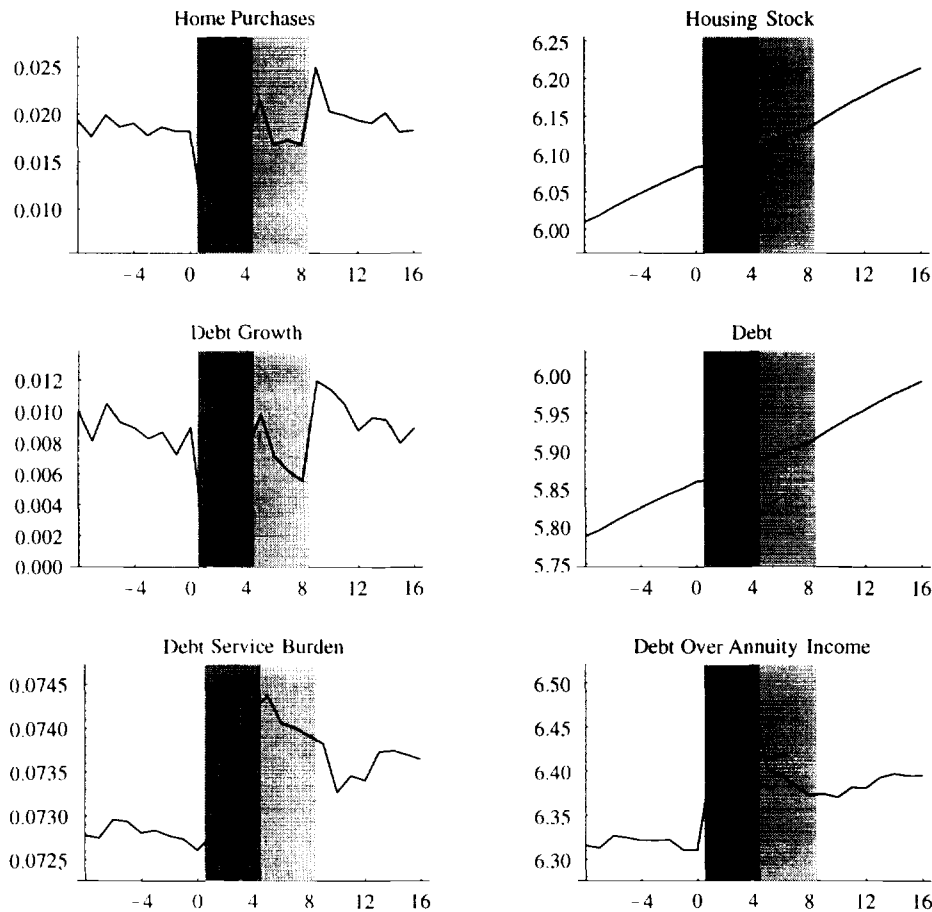 Home Purchases
0.025
0.020
0.015
0.010
-4 0 4 8 12 16
Housing Stock
6.25
6.20
6.15
6.10
6.05
6.00
-4 0 4 8 12 16
Debt Growth
0.012
0.010
0.008
0.006
0.004
0.002
0.000
-4 0 4 8 12 16
Debt
6.00
5.95
5.90
5.85
5.80
5.75
-4 0 4 8 12 16
Debt Service Burden
0.0745
0.0740
0.0735
0.0730
0.0725
-4 0 4 8 12 16
Debt Over Annuity Income
6.50
6.40
6.30
-4 0 4 8 12 16